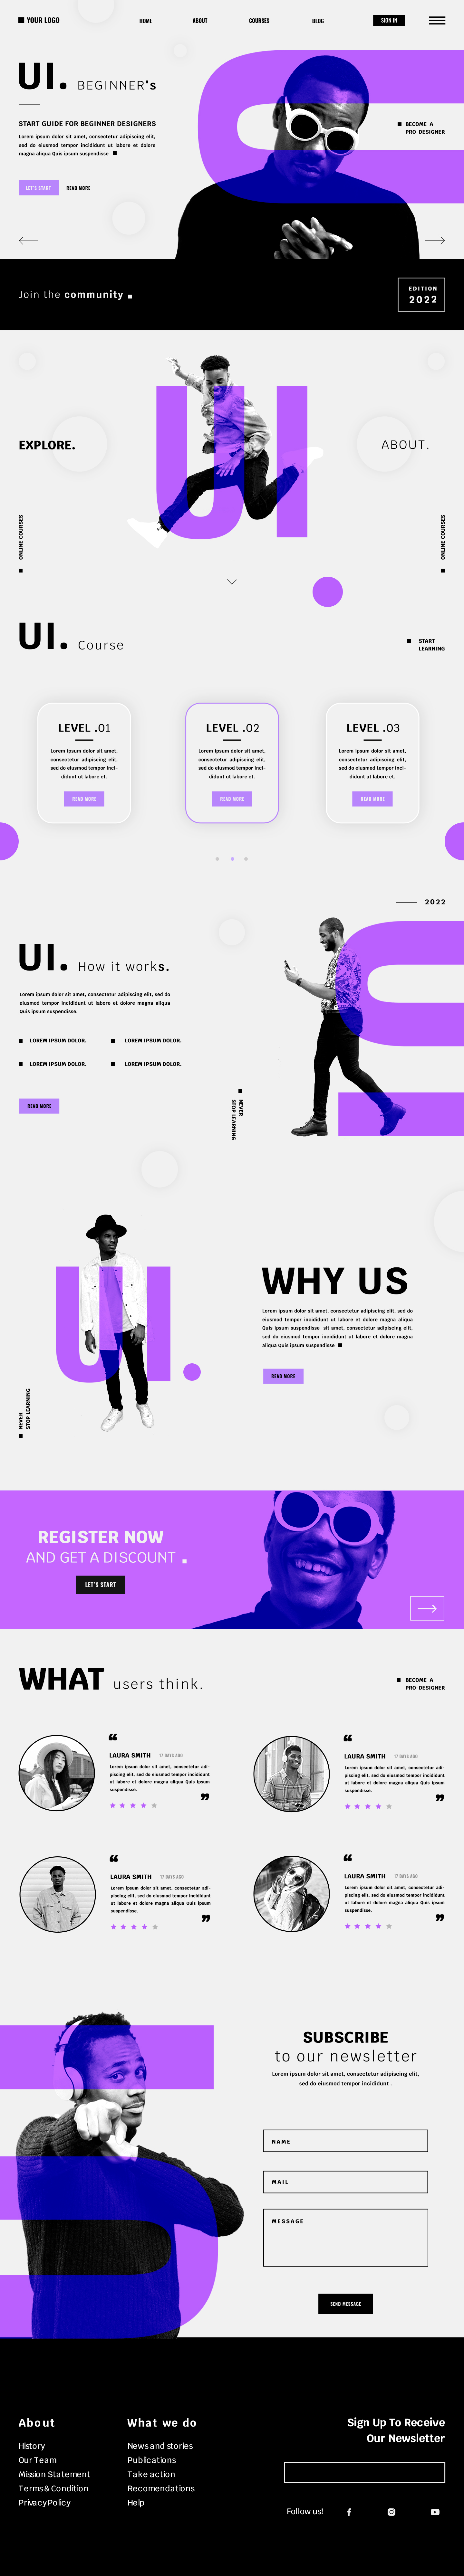 YOUR LOGO
HOME
ABOUT
COURSES
BLOG
SIGN IN
UI. BEGINNER's
START GUIDE FOR BEGINNER DESIGNERS
Lorem ipsum dolor sit amet, consectetur adipiscing elit,
sed do eiusmod tempor incididunt ut labore et dolore
magna aliqua Quis ipsum suspendisse
LET'S START
READ MORE
BECOME A
PRO-DESIGNER
Join the community
EDITION
2022
UI
EXPLORE.
ABOUT.
ONLINE COURSES
ONLINE COURSES
UI. Course
START
LEARNING
LEVEL .01
Lorem ipsum dolor sit amet,
consectetur adipiscing elit,
sed do eiusmod tempor inci-
didunt ut labore et.
READ MORE
LEVEL .02
Lorem ipsum dolor sit amet,
consectetur adipiscing elit,
sed do eiusmod tempor inci-
didunt ut labore et.
READ MORE
LEVEL .03
Lorem ipsum dolor sit amet,
consectetur adipiscing elit,
sed do eiusmod tempor inci-
didunt ut labore et.
READ MORE
2022
UI. How it works.
Lorem ipsum dolor sit amet, consectetur adipiscing elit, sed do
eiusmod tempor incididunt ut labore et dolore magna aliqua
Quis ipsum suspendisse.
LOREM IPSUM DOLOR.
LOREM IPSUM DOLOR.
LOREM IPSUM DOLOR.
LOREM IPSUM DOLOR.
READ MORE
NEVER
STOP LEARNING
UI
ui.
NEVER
STOP LEARNING
WHY US
Lorem ipsum dolor sit amet, consectetur adipiscing elit, sed do
eiusmod tempor incididunt ut labore et dolore magna aliqua
Quis ipsum suspendisse sit amet, consectetur adipiscing elit,
sed do eiusmod tempor incididunt ut labore et dolore magna
aliqua Quis ipsum suspendisse
READ MORE
REGISTER NOW
AND GET A DISCOUNT
LET'S START
WHAT users think.
BECOME A
PRO-DESIGNER
LAURA SMITH 17 DAYS AGO
Lorem ipsum dolor sit amet, consectetur adi-
piscing elit, sed do eiusmod tempor incididunt
ut labore et dolore magna aliqua Quis ipsum
suspendisse.
LAURA SMITH 17 DAYS AGO
Lorem ipsum dolor sit amet, consectetur adi-
piscing elit, sed do eiusmod tempor incididunt
ut labore et dolore magna aliqua Quis ipsum
suspendisse.
LAURA SMITH 17 DAYS AGO
Lorem ipsum dolor sit amet, consectetur adi-
piscing elit, sed do eiusmod tempor incididunt
ut labore et dolore magna aliqua Quis ipsum
suspendisse.
LAURA SMITH 17 DAYS AGO
Lorem ipsum dolor sit amet, consectetur adi-
piscing elit, sed do eiusmod tempor incididunt
ut labore et dolore magna aliqua Quis ipsum
suspendisse.
SUBSCRIBE
to our newsletter
Lorem ipsum dolor sit amet, consectetur adipiscing elit,
sed do eiusmod tempor incididunt .
NAME
MAIL
MESSAGE
SEND MESSAGE
About
History
Our Team
Mission Statement
Terms & Condition
Privacy Policy
What we do
News and stories
Publications
Take action
Recomendations
Help
Sign Up To Receive
Our Newsletter
Follow us!